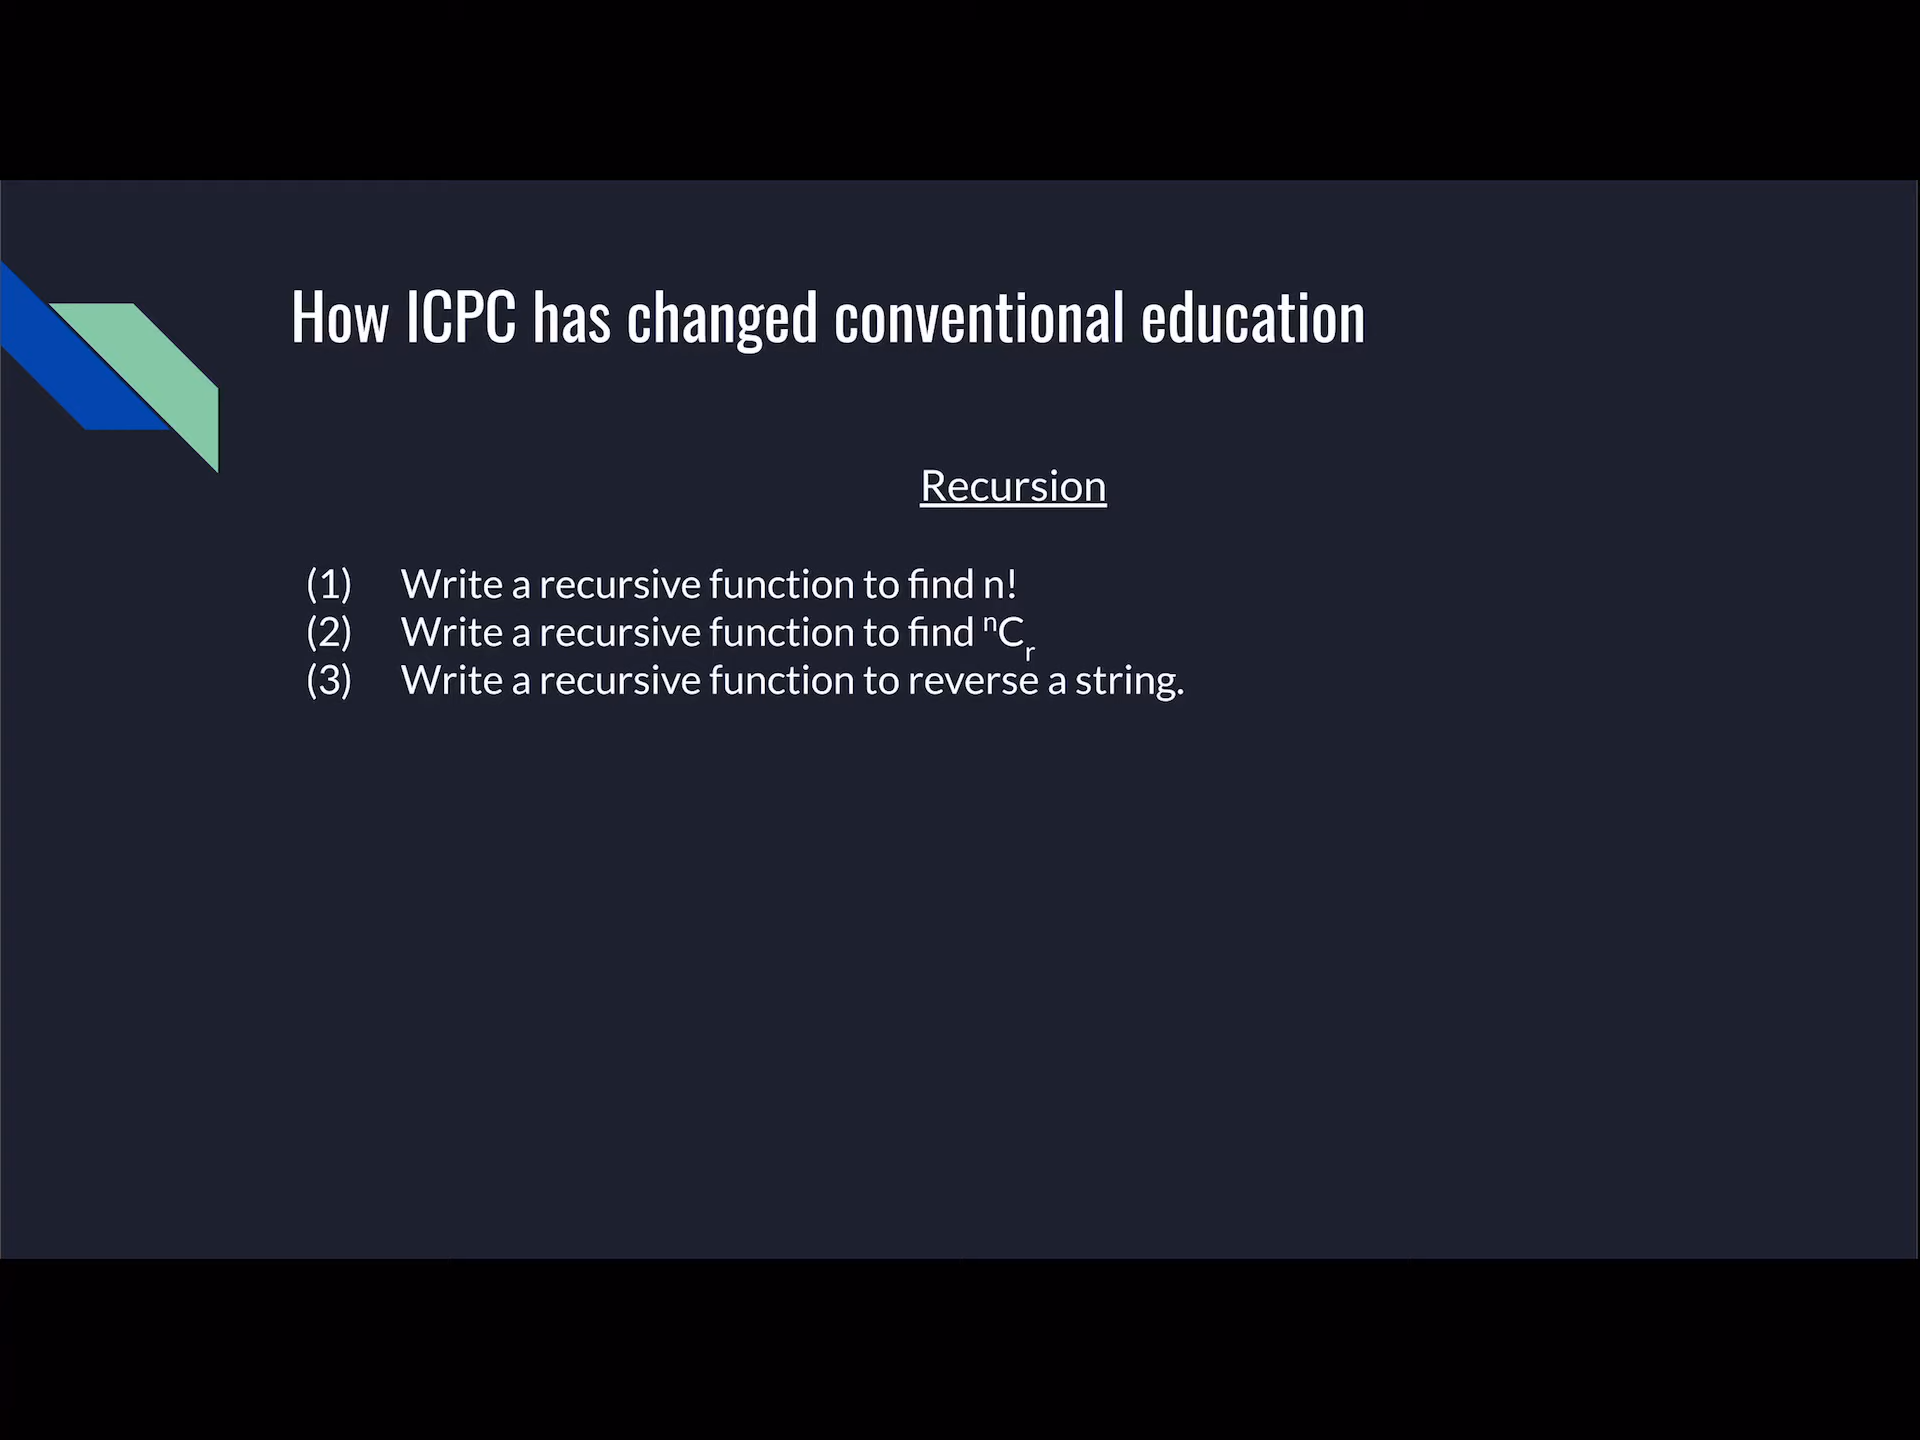 How ICPC has changed conventional education
Recursion
(1) Write a recursive function to find n!
(2) Write a recursive function to find ⁿCᵣ
(3) Write a recursive function to reverse a string.